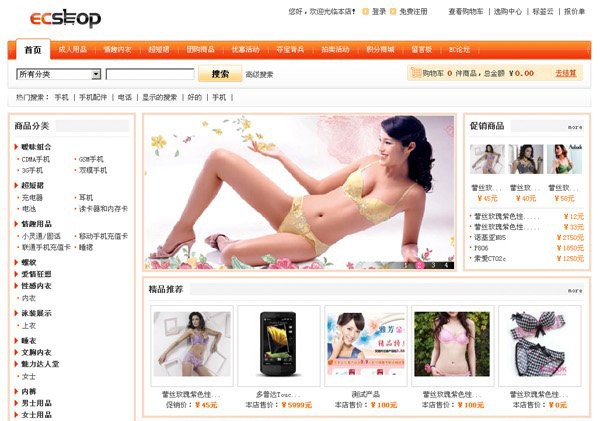 ECSHOP
您好,欢迎光临本店! 登录 免费注册 查看购物车 | 选购中心 | 标签云 | 报价单
首页 成人用品 情趣内衣 超短裙 团购商品 优惠活动 夺宝奇兵 拍卖活动 积分商城 留言板 EC论坛
所有分类 搜索 高级搜索 购物车 0 件商品,总金额 ¥0.00 去结算
热门搜索: 手机 | 手机配件 | 电话 | 显示的搜索 | 好的 | 手机 |
商品分类
暧昧组合
CDMA手机 GSM手机
3G手机 双模手机
超短裙
充电器 耳机
电池 读卡器和内存卡
情趣用品
小灵通/固话 移动手机充值卡
联通手机充值卡 睡裙
螺纹
爱情狂想
性感内衣
内衣
泳装展示
上衣
睡衣
文胸内衣
魅力达人堂
女士
内裤
男士用品
女士用品
3 4
促销商品 more
蕾丝玫... 蕾丝玫... 蕾丝玫...
¥45元 ¥40元 ¥50元
蕾丝玫瑰紫色性..... ¥12元
蕾丝玫瑰紫色性..... ¥33元
诺基亚N85 ¥2750元
P806 ¥1850元
索爱C702c ¥1250元
精品推荐 more
蕾丝玫瑰紫色性... 多普达Touc... 测试产品 蕾丝玫瑰紫色性... 蕾丝玫瑰紫色性...
促销价: ¥45元 本店售价: ¥5999元 本店售价: ¥100元 本店售价: ¥100元 本店售价: ¥0元